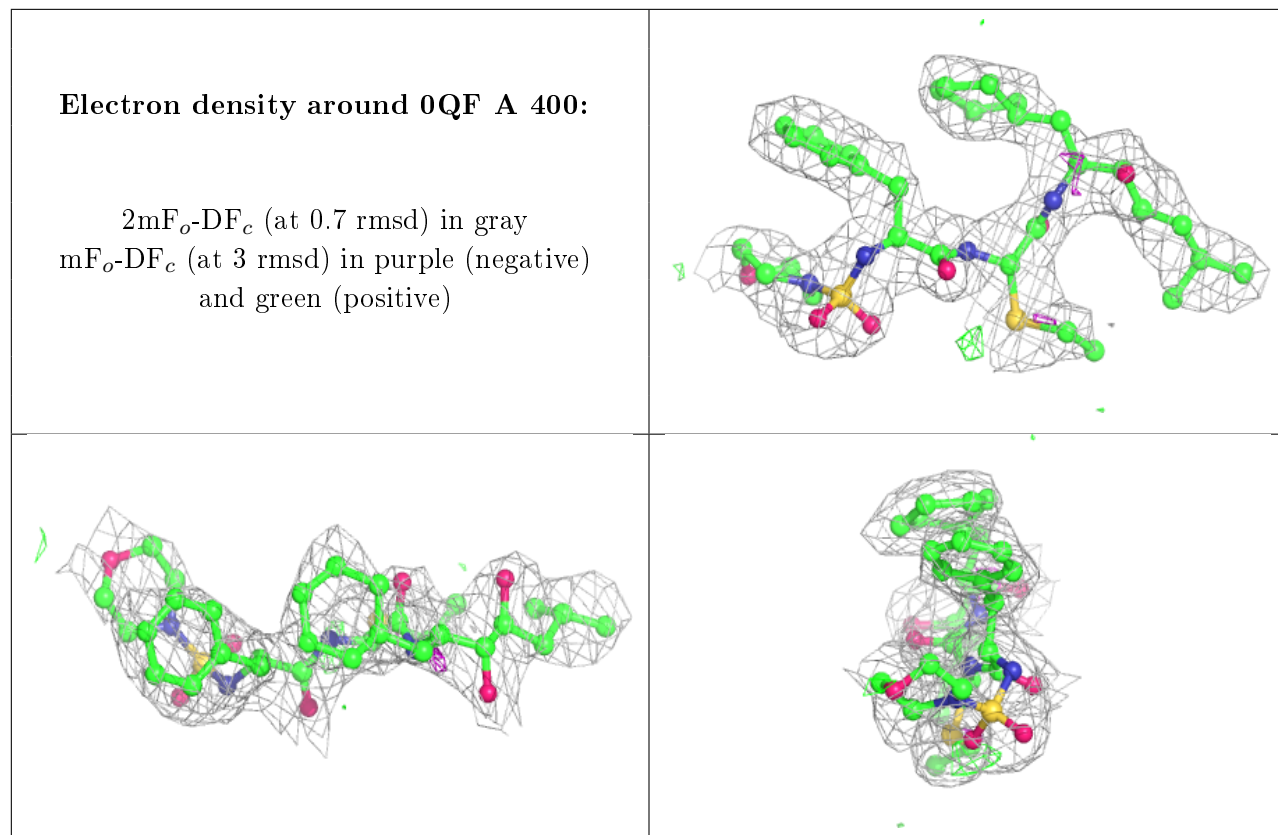 Electron density around 0QF A 400:
2mFo-DFc (at 0.7 rmsd) in gray
mFo-DFc (at 3 rmsd) in purple (negative)
and green (positive)